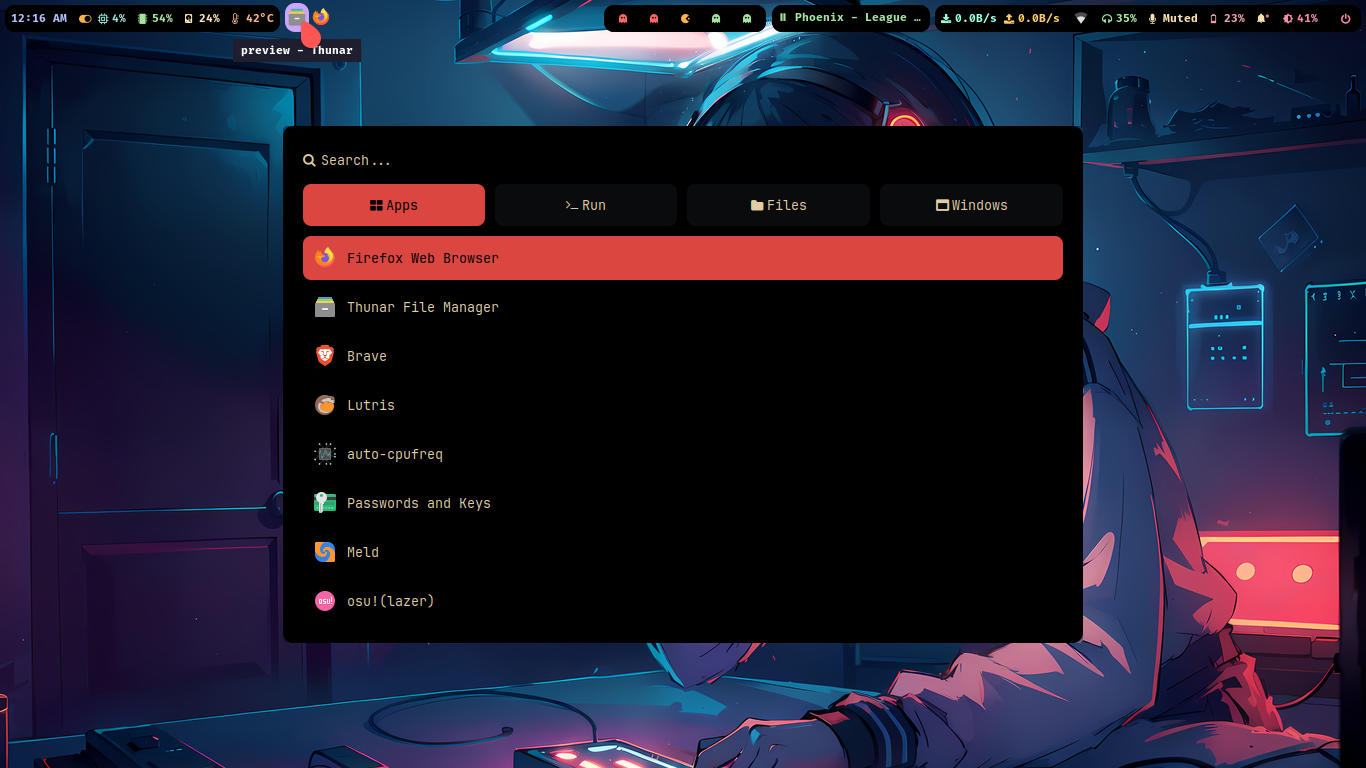 12:16 AM 4% 54% 24% 42°C
Phoenix - League ...
0.0B/s 0.0B/s 35% Muted 23% 41%
preview - Thunar
Search...
Apps Run Files Windows
Firefox Web Browser
Thunar File Manager
Brave
Lutris
auto-cpufreq
Passwords and Keys
Meld
OSU! osu!(lazer)